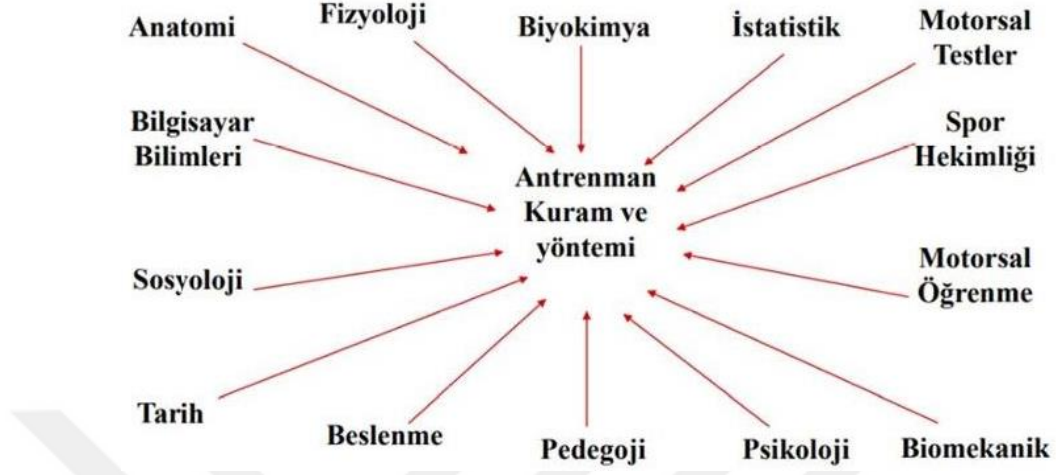 Anatomi
Fizyoloji
Biyokimya
İstatistik
Motorsal
Testler
Bilgisayar
Bilimleri
Spor
Hekimliği
Antrenman
Kuram ve
yöntemi
Sosyoloji
Motorsal
Öğrenme
Tarih
Beslenme
Pedegoji
Psikoloji
Biomekanik